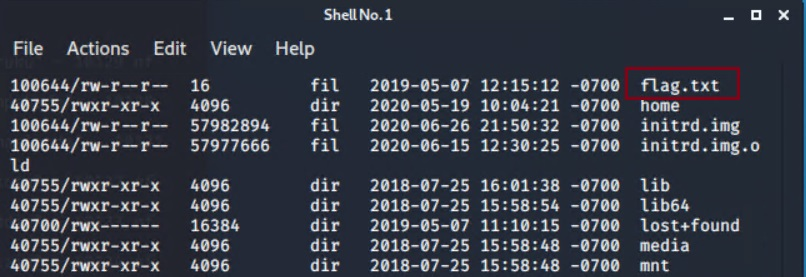 Shell No.1
File Actions Edit View Help
100644/rw-r--r-- 16 fil 2019-05-07 12:15:12 -0700 flag.txt
40755/rwxr-xr-x 4096 dir 2020-05-19 10:04:21 -0700 home
100644/rw-r--r-- 57982894 fil 2020-06-26 21:50:32 -0700 initrd.img
100644/rw-r--r-- 57977666 fil 2020-06-15 12:30:25 -0700 initrd.img.o
ld
40755/rwxr-xr-x 4096 dir 2018-07-25 16:01:38 -0700 lib
40755/rwxr-xr-x 4096 dir 2018-07-25 15:58:54 -0700 lib64
40700/rwx------ 16384 dir 2019-05-07 11:10:15 -0700 lost+found
40755/rwxr-xr-x 4096 dir 2018-07-25 15:58:48 -0700 media
40755/rwxr-xr-x 4096 dir 2018-07-25 15:58:48 -0700 mnt